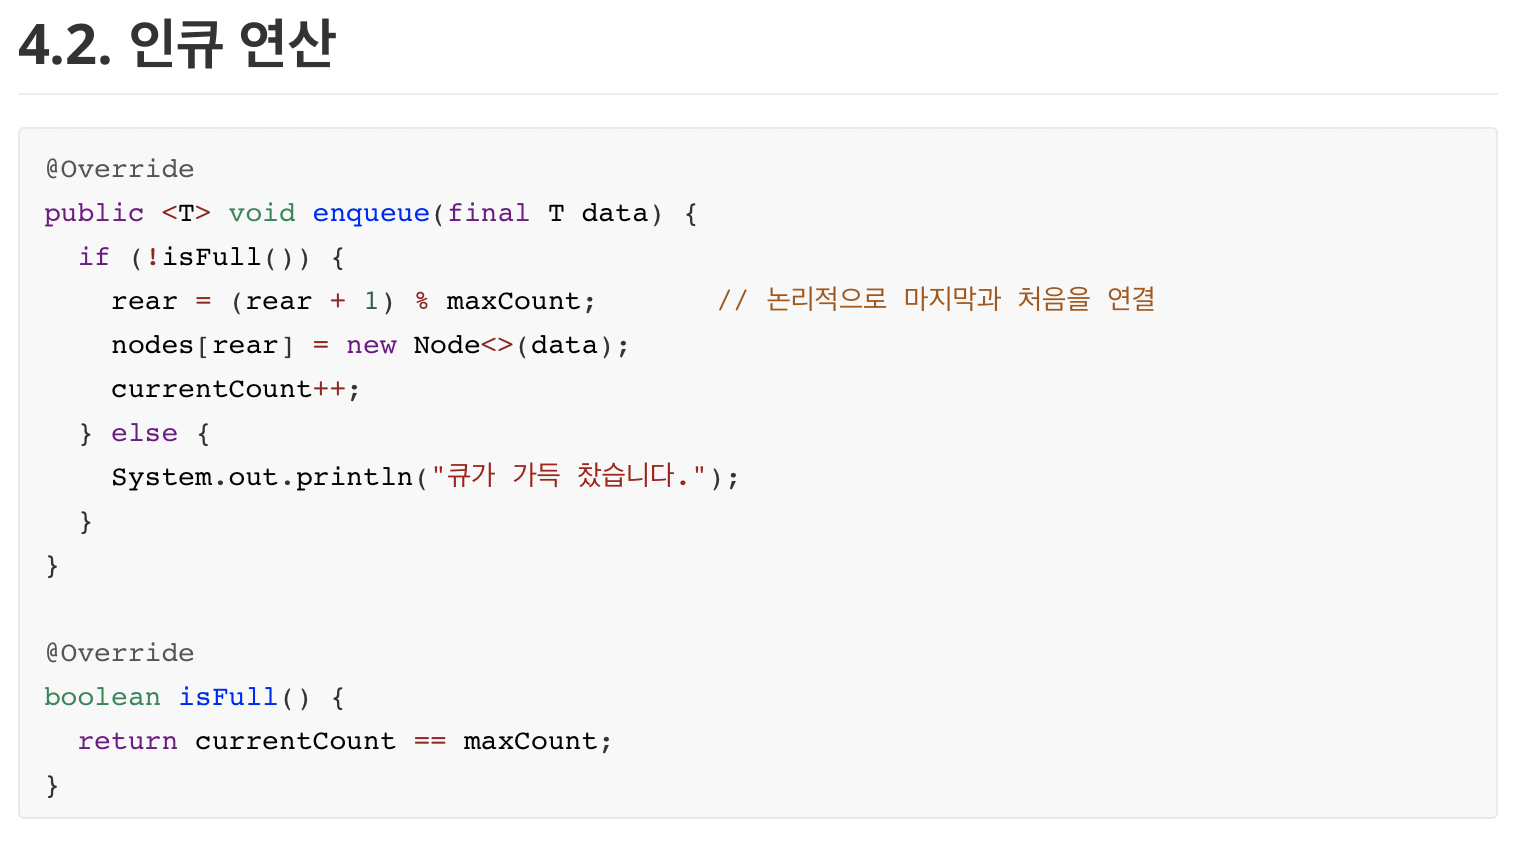 4.2. 인큐 연산
@Override
public <T> void enqueue(final T data) {
  if (!isFull()) {
    rear = (rear + 1) % maxCount;       // 논리적으로 마지막과 처음을 연결
    nodes[rear] = new Node<>(data);
    currentCount++;
  } else {
    System.out.println("큐가 가득 찼습니다.");
  }
}
@Override
boolean isFull() {
  return currentCount == maxCount;
}